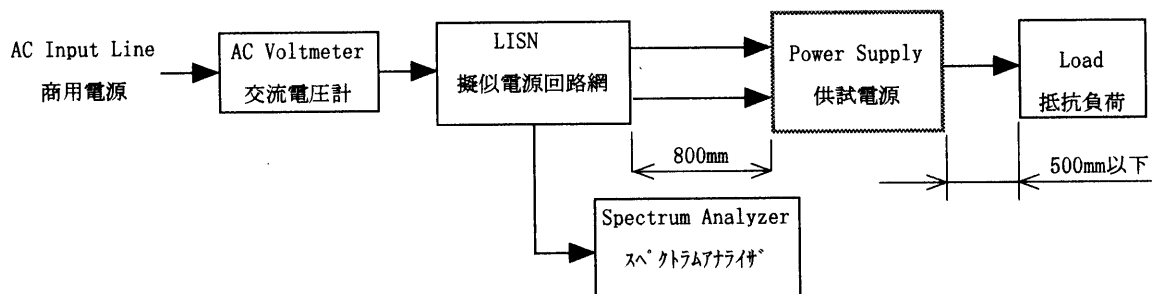 AC Input Line
商用電源
AC Voltmeter
交流電圧計
LISN
擬似電源回路網
Power Supply
供試電源
Load
抵抗負荷
800mm
500mm以下
Spectrum Analyzer
ｽﾍﾟｸﾄﾗﾑｱﾅﾗｲｻﾞ